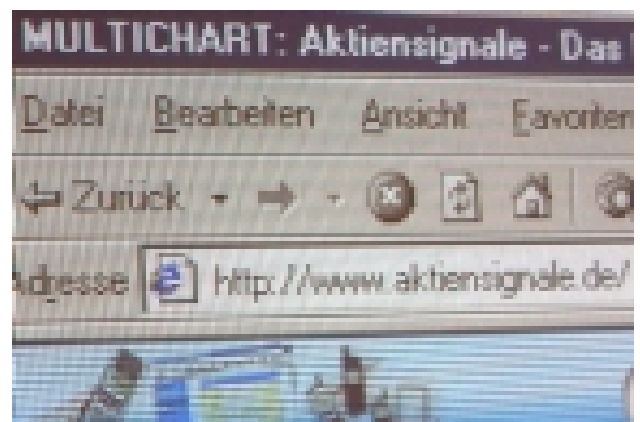 MULTICHART: Aktiensignale - Das
Datei Bearbeiten Ansicht Favoriten
Zurück
Adresse http://www.aktiensignale.de/